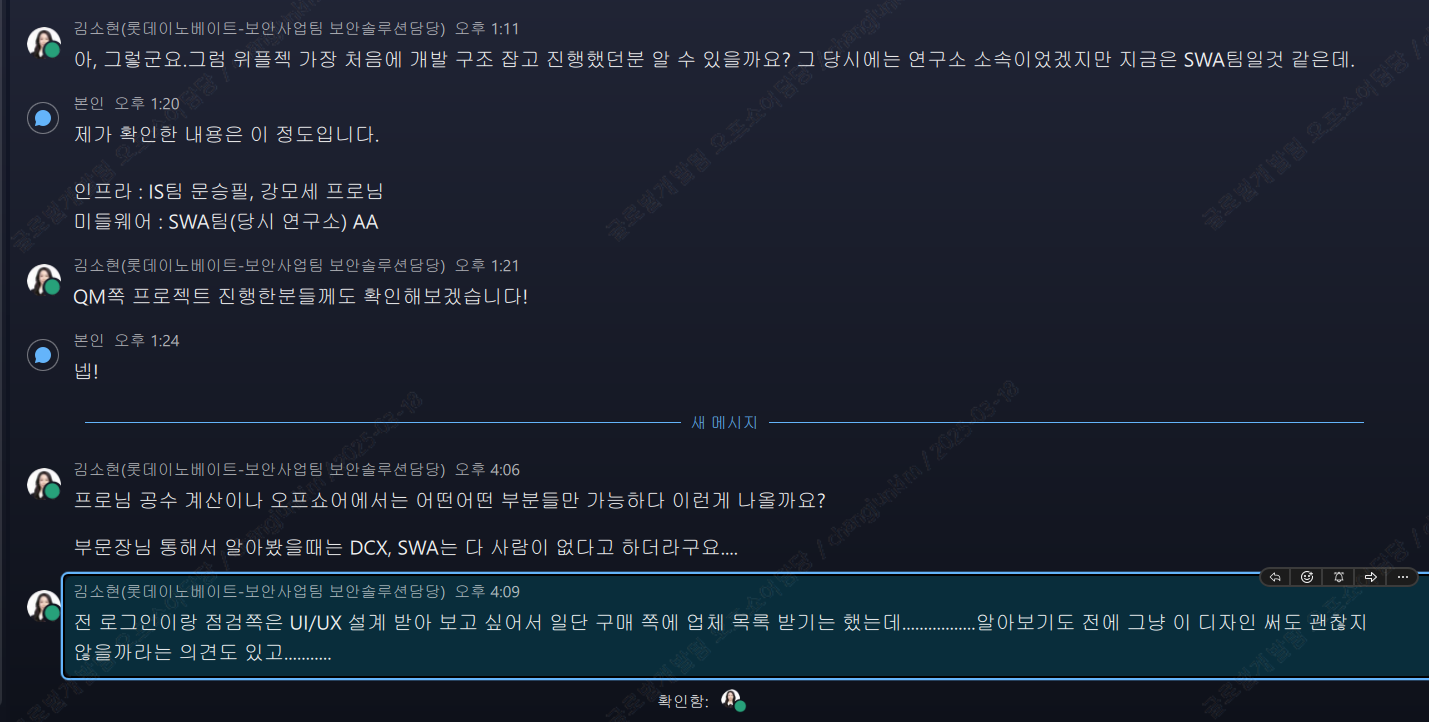 김소현(롯데이노베이트-보안사업팀 보안솔루션담당) 오후 1:11
아, 그렇군요.그럼 위플젝 가장 처음에 개발 구조 잡고 진행했던분 알 수 있을까요? 그 당시에는 연구소 소속이었겠지만 지금은 SWA팀일것 같은데.
본인 오후 1:20
제가 확인한 내용은 이 정도입니다.
인프라 : IS팀 문승필, 강모세 프로님
미들웨어 : SWA팀(당시 연구소) AA
김소현(롯데이노베이트-보안사업팀 보안솔루션담당) 오후 1:21
QM쪽 프로젝트 진행한분들께도 확인해보겠습니다!
본인 오후 1:24
넵!
새 메시지
김소현(롯데이노베이트-보안사업팀 보안솔루션담당) 오후 4:06
프로님 공수 계산이나 오프쇼어에서는 어떤어떤 부분들만 가능하다 이런게 나올까요?
부문장님 통해서 알아봤을때는 DCX, SWA는 다 사람이 없다고 하더라구요....
김소현(롯데이노베이트-보안사업팀 보안솔루션담당) 오후 4:09
전 로그인이랑 점검쪽은 UI/UX 설계 받아 보고 싶어서 일단 구매 쪽에 업체 목록 받기는 했는데.................알아보기도 전에 그냥 이 디자인 써도 괜찮지
않을까라는 의견도 있고...........
확인함: